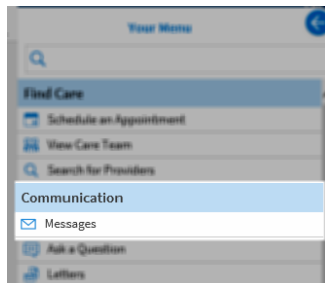 Your Menu
Find Care
Schedule an Appointment
View Care Team
Search for Providers
Communication
Messages
Ask a Question
Letters